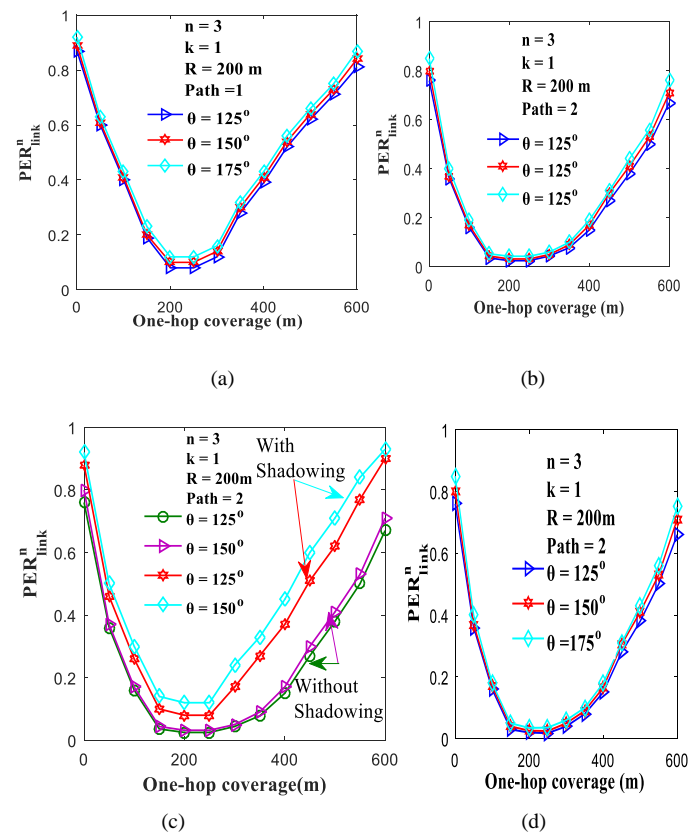 1
0.8
0.6
0.4
0.2
0
PER^n_link
n = 3
k = 1
R = 200 m
Path =1
θ = 125°
θ = 150°
θ = 175°
0 200 400 600
One-hop coverage (m)
(a)
1
0.8
0.6
0.4
0.2
0
PER^n_link
n = 3
k = 1
R = 200 m
Path = 2
θ = 125°
θ = 125°
θ = 125°
0 200 400 600
One-hop coverage (m)
(b)
1
0.8
0.6
0.4
0.2
0
PER^n_link
n = 3
k = 1
R = 200m
Path = 2
θ = 125°
θ = 150°
θ = 125°
θ = 150°
With
Shadowing
Without
Shadowing
0 200 400 600
One-hop coverage(m)
(c)
1
0.8
0.6
0.4
0.2
0
PER^n_link
n = 3
k = 1
R = 200m
Path = 2
θ = 125°
θ = 150°
θ =175°
0 200 400 600
One-hop coverage (m)
(d)